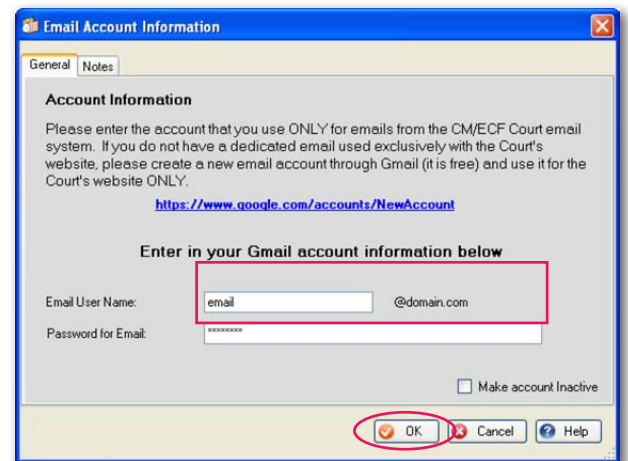 Email Account Information
General Notes
Account Information
Please enter the account that you use ONLY for emails from the CM/ECF Court email
system. If you do not have a dedicated email used exclusively with the Court's
website, please create a new email account through Gmail (it is free) and use it for the
Court's website ONLY.
https://www.google.com/accounts/NewAccount
Enter in your Gmail account information below
Email User Name: email @domain.com
Password for Email: ********
Make account Inactive
OK Cancel Help